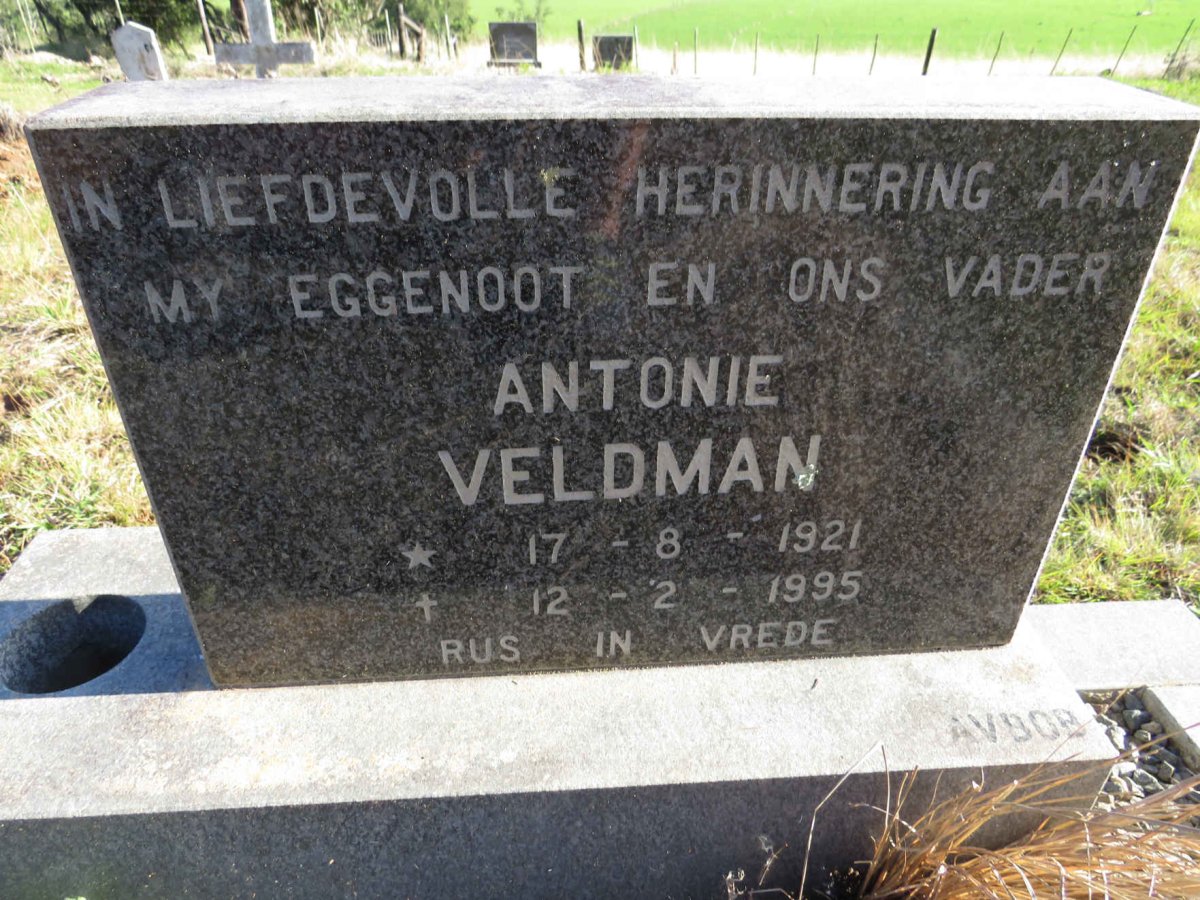 IN LIEFDEVOLLE HERINNERING AAN
MY EGGENOOT EN ONS VADER
ANTONIE
VELDMAN
★ 17 - 8 - 1921
✝ 12 - 2 - 1995
RUS IN VREDE
AVBOB